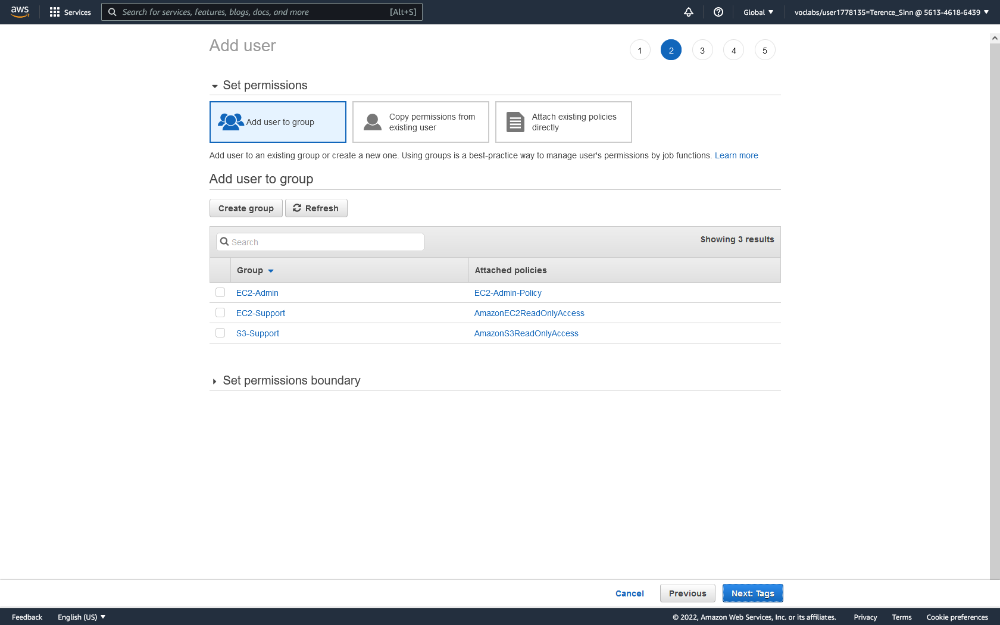 aws
Services
Search for services, features, blogs, docs, and more
[Alt+S]
Global
voclabs/user1778135=Terence_Sinn @ 5613-4618-6439
Add user
1
2
3
4
5
Set permissions
Add user to group
Copy permissions from
existing user
Attach existing policies
directly
Add user to an existing group or create a new one. Using groups is a best-practice way to manage user's permissions by job functions. Learn more
Add user to group
Create group
Refresh
Search
Showing 3 results
Group
Attached policies
EC2-Admin
EC2-Admin-Policy
EC2-Support
AmazonEC2ReadOnlyAccess
S3-Support
AmazonS3ReadOnlyAccess
Set permissions boundary
Cancel
Previous
Next: Tags
Feedback
English (US)
© 2022, Amazon Web Services, Inc. or its affiliates.
Privacy
Terms
Cookie preferences